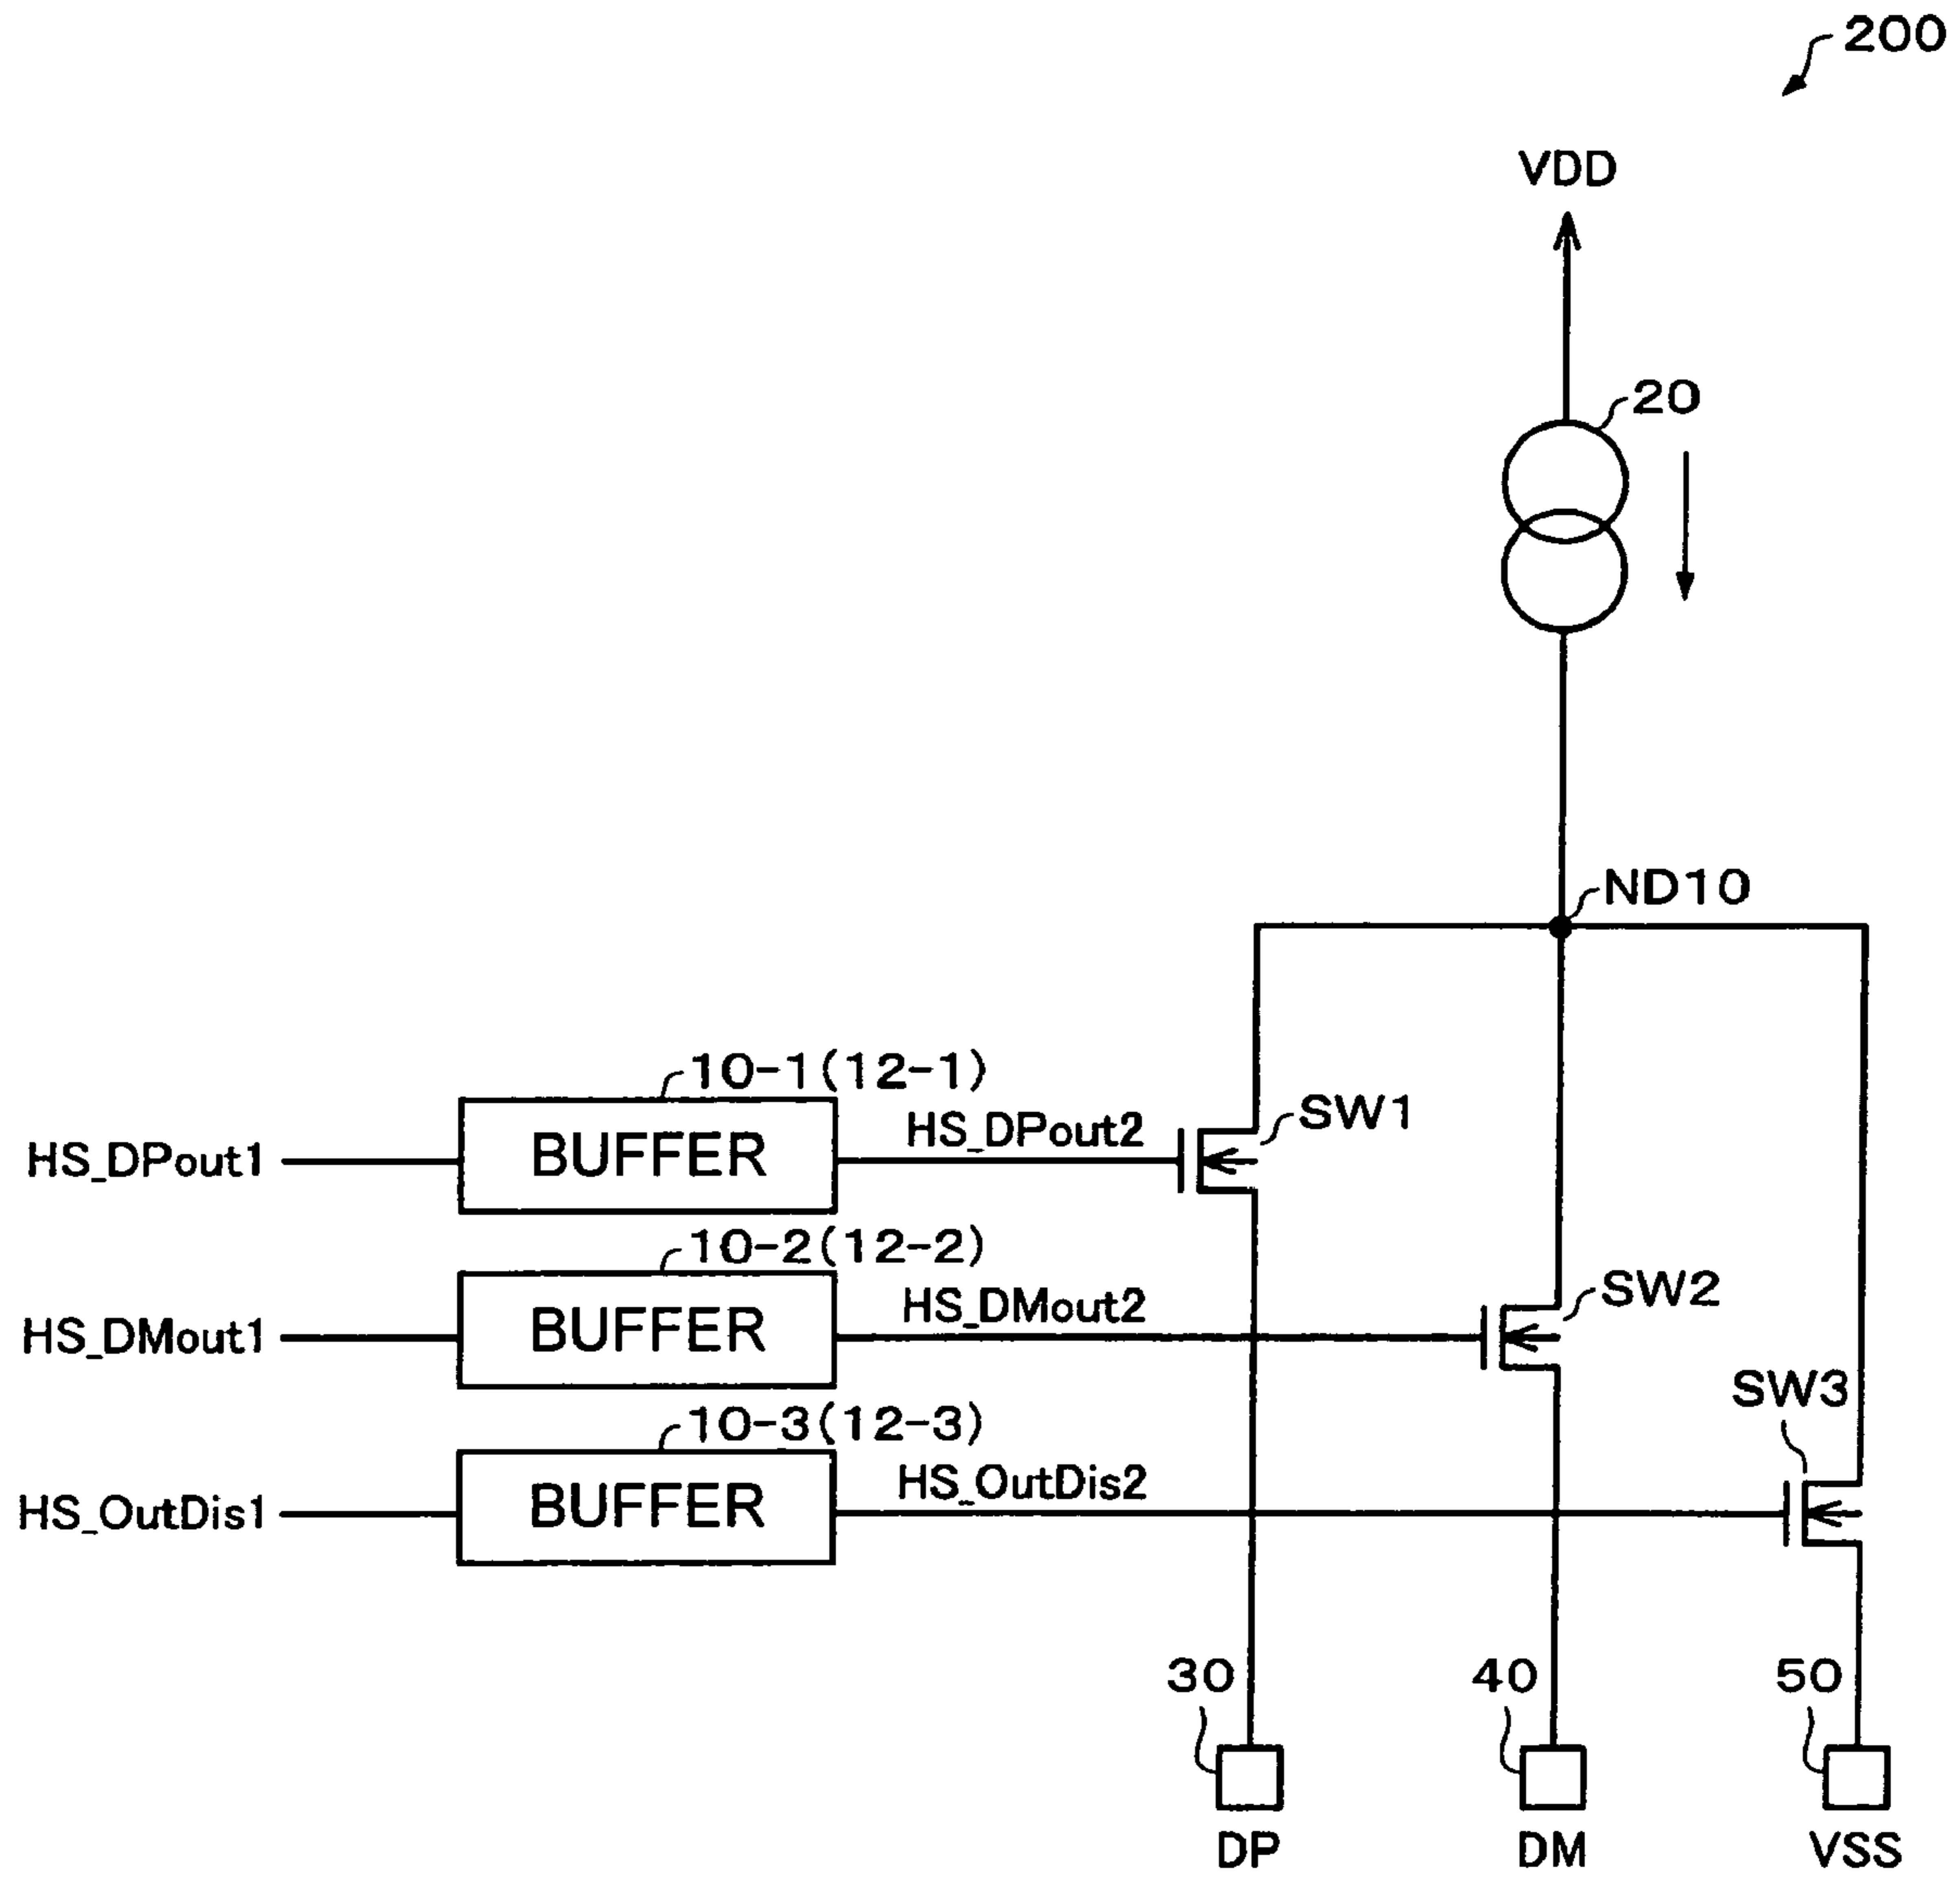 200
VDD
20
ND10
10-1(12-1)
HS_DPout1
BUFFER
HS_DPout2
SW1
10-2(12-2)
HS_DMout1
BUFFER
HS_DMout2
SW2
10-3(12-3)
HS_OutDis1
BUFFER
HS_OutDis2
SW3
30
40
50
DP
DM
VSS